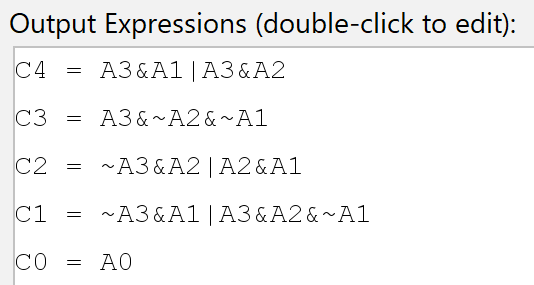 Output Expressions (double-click to edit):
C4 = A3&A1|A3&A2
C3 = A3&~A2&~A1
C2 = ~A3&A2|A2&A1
C1 = ~A3&A1|A3&A2&~A1
C0 = A0